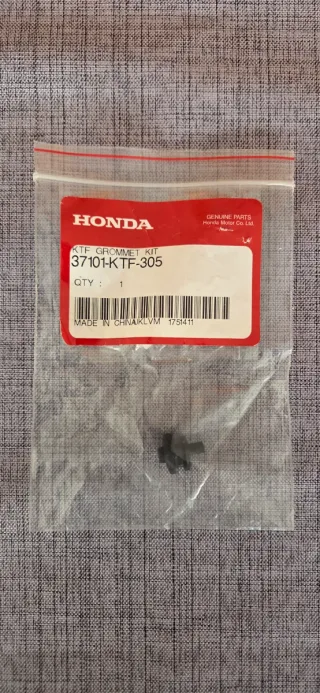 HONDA
GENUINE PARTS
Honda Motor Co. Ltd.
KTF GROMMET KIT
37101-KTF-305
QTY : 1
MADE IN CHINA/KLVM 1751411